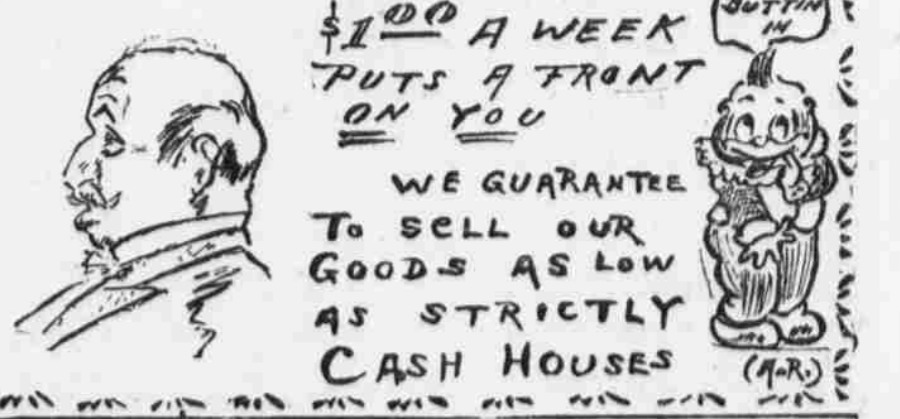 BUTTIN
IN
$1.00 A WEEK
PUTS A FRONT
ON YOU
WE GUARANTEE
To SELL OUR
GOODS AS LOW
AS STRICTLY
CASH HOUSES
(A.R.)